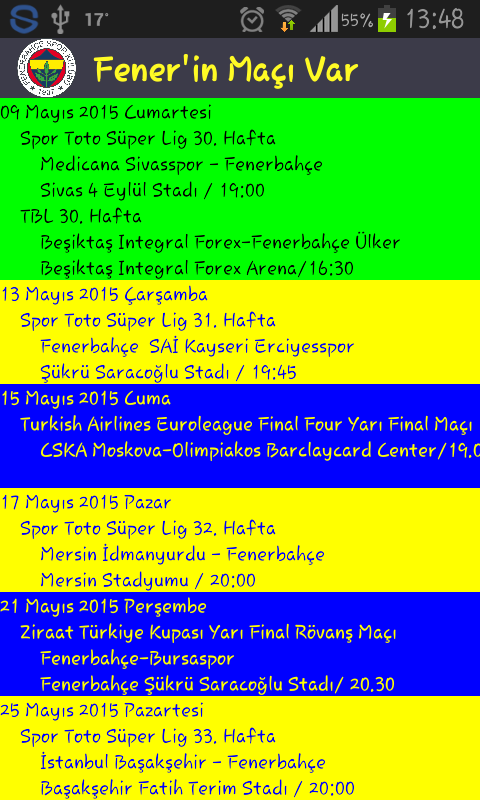 17°
55%
13:48
Fener'in Maçı Var
09 Mayıs 2015 Cumartesi
Spor Toto Süper Lig 30. Hafta
Medicana Sivasspor - Fenerbahçe
Sivas 4 Eylül Stadı / 19:00
TBL 30. Hafta
Beşiktaş Integral Forex-Fenerbahçe Ülker
Beşiktaş Integral Forex Arena/16:30
13 Mayıs 2015 Çarşamba
Spor Toto Süper Lig 31. Hafta
Fenerbahçe SAİ Kayseri Erciyesspor
Şükrü Saracoğlu Stadı / 19:45
15 Mayıs 2015 Cuma
Turkish Airlines Euroleague Final Four Yarı Final Maçı
CSKA Moskova-Olimpiakos Barclaycard Center/19.0
17 Mayıs 2015 Pazar
Spor Toto Süper Lig 32. Hafta
Mersin İdmanyurdu - Fenerbahçe
Mersin Stadyumu / 20:00
21 Mayıs 2015 Perşembe
Ziraat Türkiye Kupası Yarı Final Rövanş Maçı
Fenerbahçe-Bursaspor
Fenerbahçe Şükrü Saracoğlu Stadı/ 20.30
25 Mayıs 2015 Pazartesi
Spor Toto Süper Lig 33. Hafta
İstanbul Başakşehir - Fenerbahçe
Başakşehir Fatih Terim Stadı / 20:00